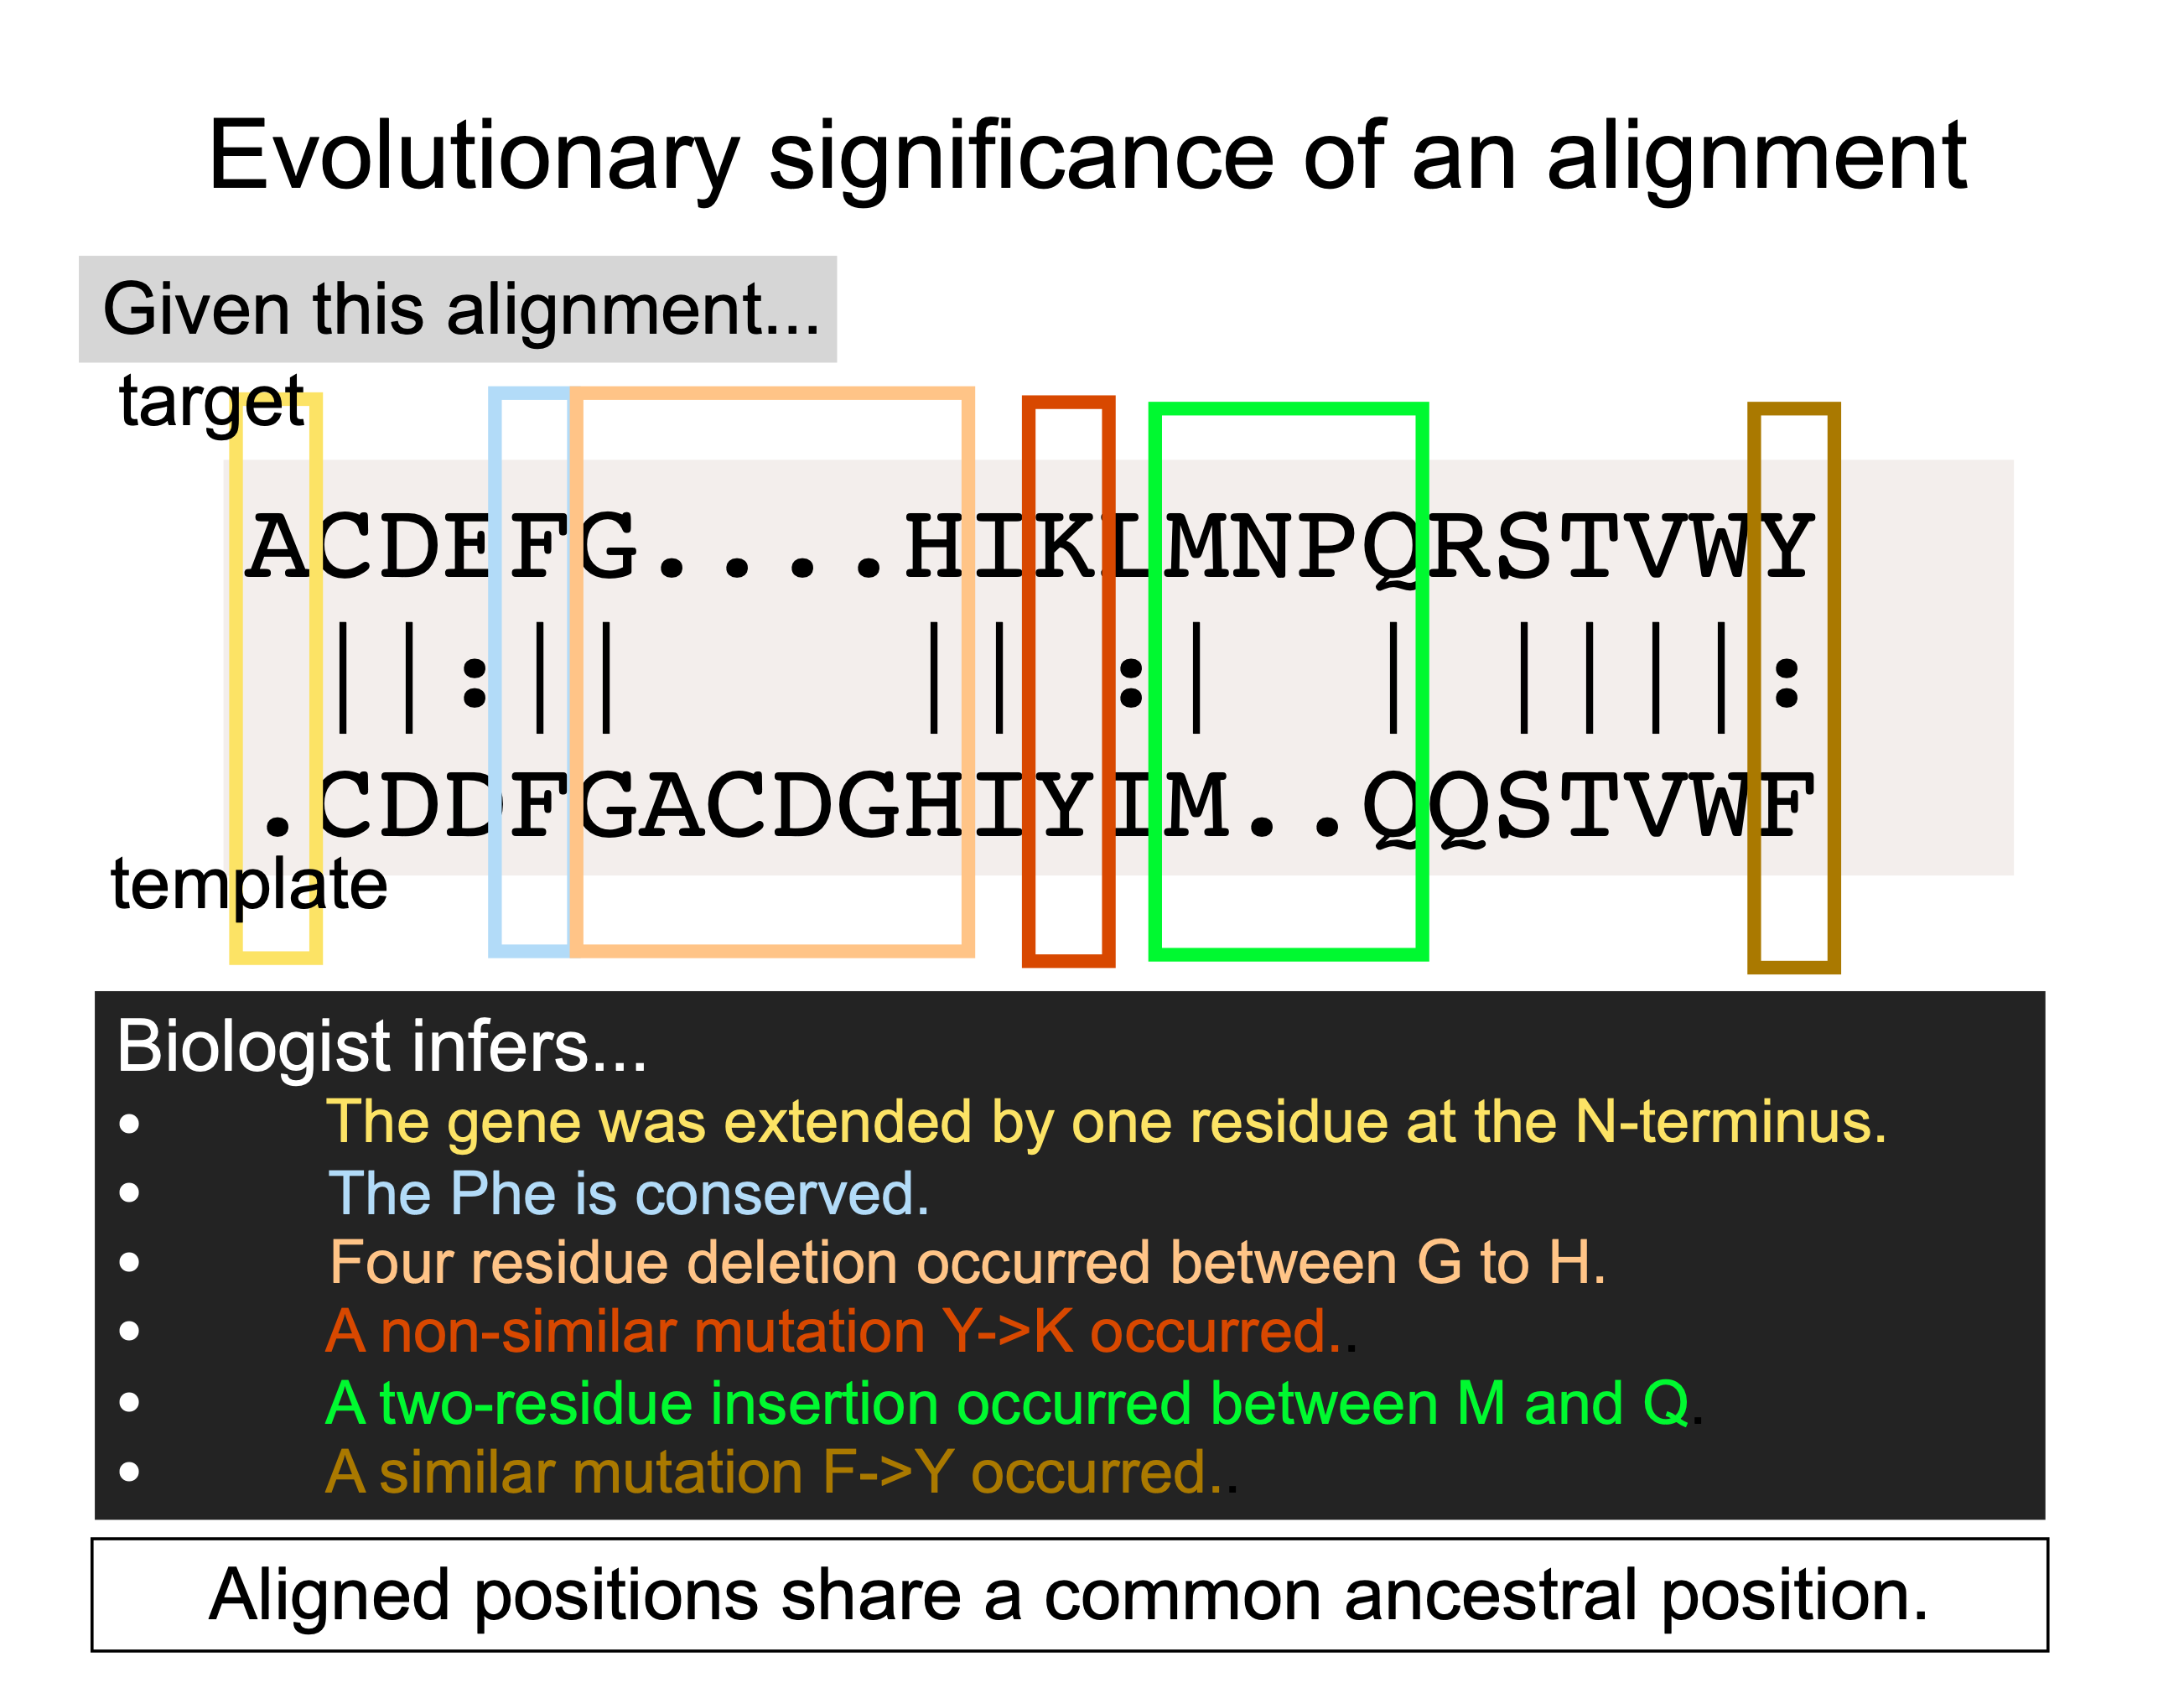 Evolutionary significance of an alignment
Given this alignment...
target
ACDEFG....HIKLMNPQRSTVWY
||:|| || :| | ||||:
.CDDFGACDGHIYIM..QQSTVWF
template
Biologist infers...
• The gene was extended by one residue at the N-terminus.
• The Phe is conserved.
• Four residue deletion occurred between G to H.
• A non-similar mutation Y->K occurred..
• A two-residue insertion occurred between M and Q.
• A similar mutation F->Y occurred..
Aligned positions share a common ancestral position.